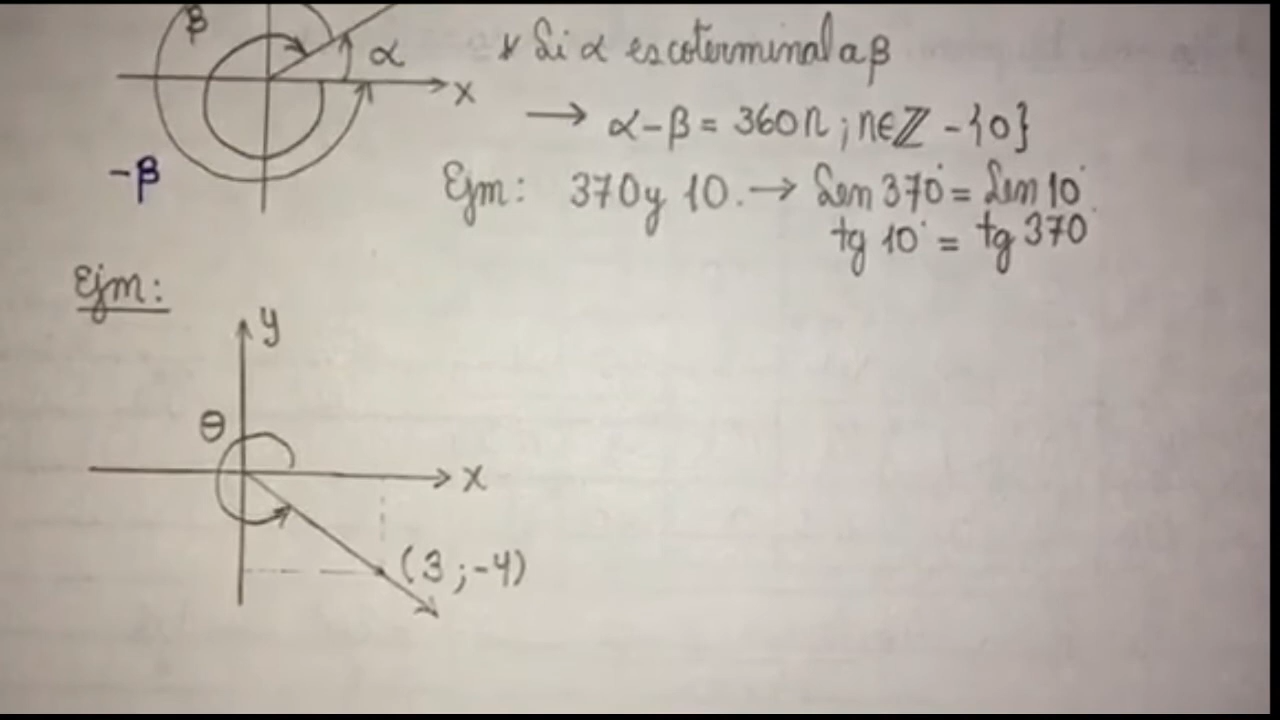 β
α
x
-β
* Si α es coterminal a β
→ α-β = 360n ; n∈ℤ -{0}
Ejm: 370 y 10. → Sen 370° = Sen 10°
tg 10° = tg 370
Ejm:
y
θ
x
(3 ; -4)